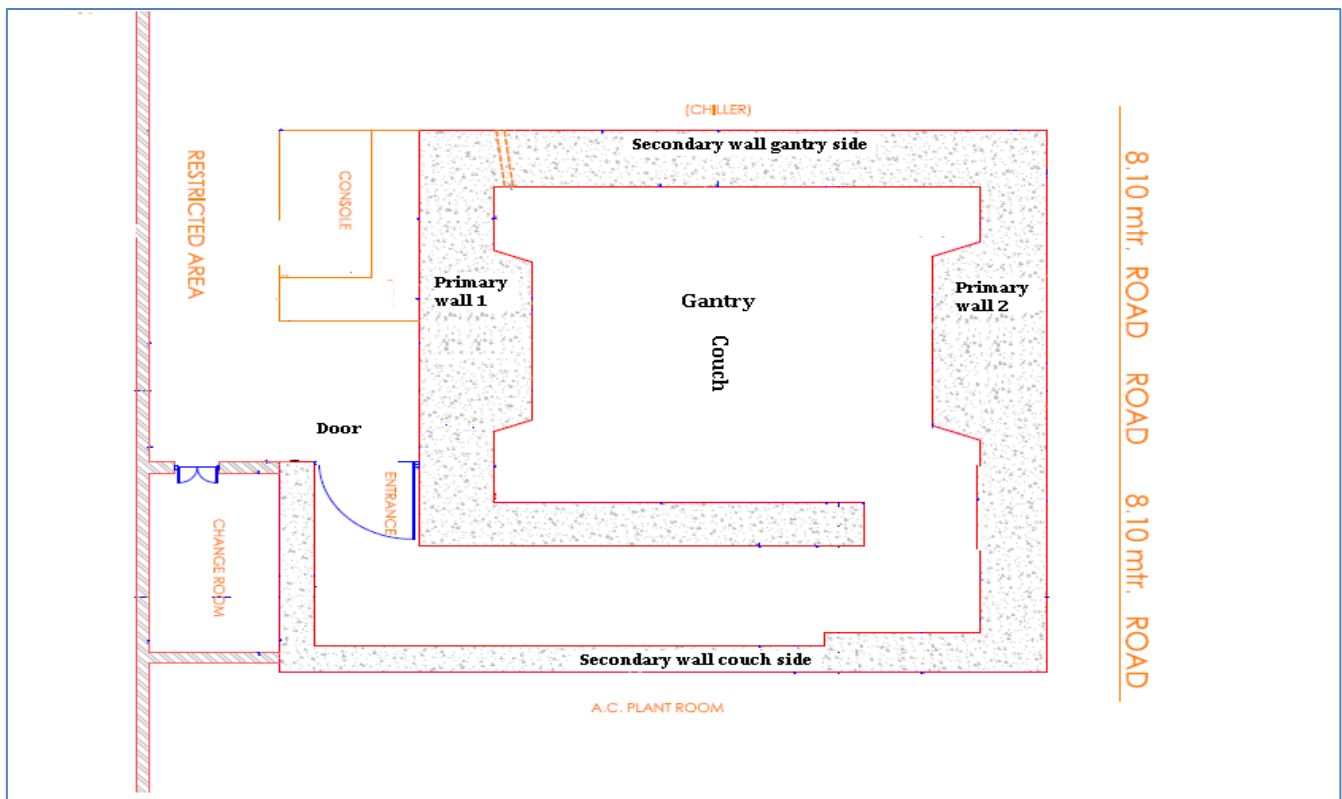 (CHILLER)
Secondary wall gantry side
RESTRICTED AREA
CONSOLE
Primary
wall 1
Gantry
Couch
Primary
wall 2
8.10 mtr. ROAD ROAD 8.10 mtr. ROAD
Door
ENTRANCE
CHANGE ROOM
Secondary wall couch side
A.C. PLANT ROOM